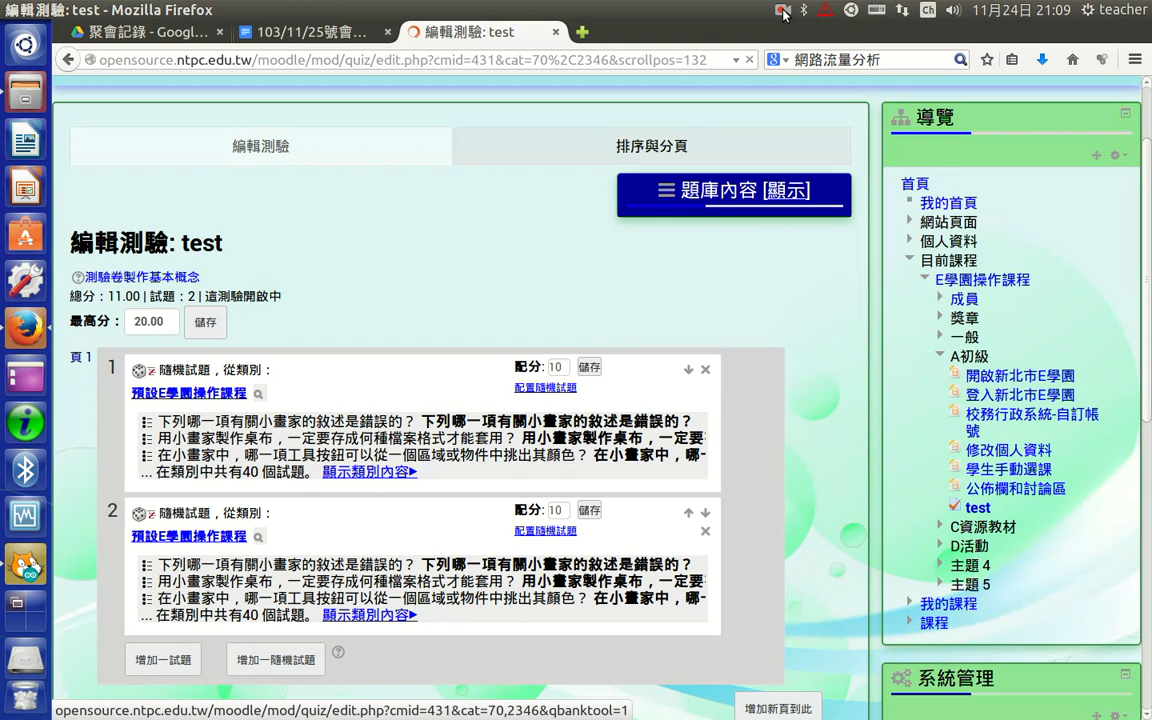 編輯測驗: test - Mozilla Firefox
Ch
11月24日 21:09
teacher
聚會記錄 - Googl...
103/11/25號會...
編輯測驗: test
opensource.ntpc.edu.tw/moodle/mod/quiz/edit.php?cmid=431&cat=70%2C2346&scrollpos=132
網路流量分析
編輯測驗
排序與分頁
題庫內容 [顯示]
編輯測驗: test
測驗卷製作基本概念
總分：11.00 | 試題：2 | 這測驗開啟中
最高分： 20.00 儲存
頁 1
1
隨機試題，從類別：
配分: 10 儲存
預設E學園操作課程
配置隨機試題
下列哪一項有關小畫家的敘述是錯誤的？ 下列哪一項有關小畫家的敘述是錯誤的？
用小畫家製作桌布，一定要存成何種檔案格式才能套用？ 用小畫家製作桌布，一定要
在小畫家中，哪一項工具按鈕可以從一個區域或物件中挑出其顏色？ 在小畫家中，哪一
... 在類別中共有40 個試題。 顯示類別內容▶
2
隨機試題，從類別：
配分: 10 儲存
預設E學園操作課程
配置隨機試題
下列哪一項有關小畫家的敘述是錯誤的？ 下列哪一項有關小畫家的敘述是錯誤的？
用小畫家製作桌布，一定要存成何種檔案格式才能套用？ 用小畫家製作桌布，一定要
在小畫家中，哪一項工具按鈕可以從一個區域或物件中挑出其顏色？ 在小畫家中，哪一
... 在類別中共有40 個試題。 顯示類別內容▶
增加一試題
增加一隨機試題
增加新頁到此
opensource.ntpc.edu.tw/moodle/mod/quiz/edit.php?cmid=431&cat=70,2346&qbanktool=1
導覽
首頁
我的首頁
網站頁面
個人資料
目前課程
E學園操作課程
成員
獎章
一般
A初級
開啟新北市E學園
登入新北市E學園
校務行政系統-自訂帳
號
修改個人資料
學生手動選課
公佈欄和討論區
test
C資源教材
D活動
主題 4
主題 5
我的課程
課程
系統管理